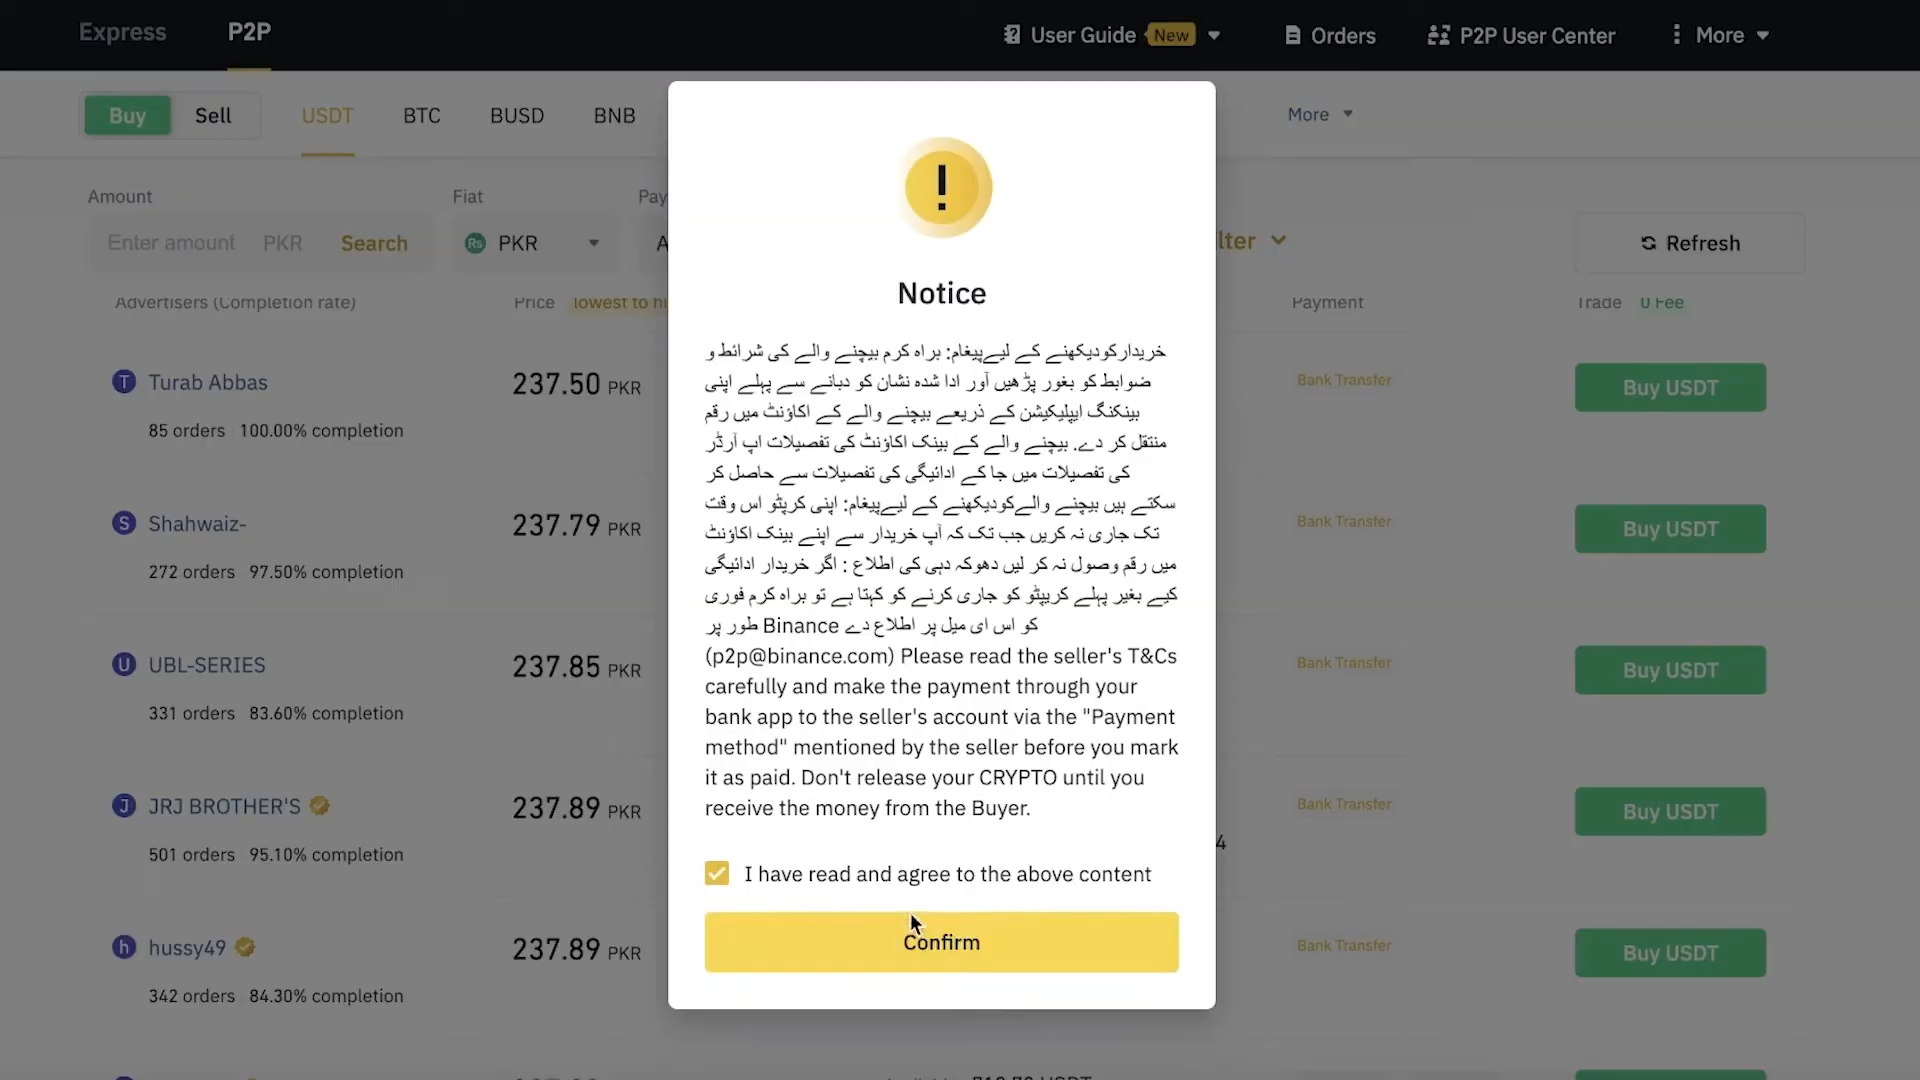 Express P2P User Guide New Orders P2P User Center More
Buy Sell USDT BTC BUSD BNB More
Amount Fiat Pay
Enter amount PKR Search Rs PKR A lter Refresh
Advertisers (Completion rate) Price lowest to hi Payment Trade 0 Fee
T Turab Abbas 237.50 PKR Bank Transfer Buy USDT
85 orders 100.00% completion
S Shahwaiz- 237.79 PKR Bank Transfer Buy USDT
272 orders 97.50% completion
U UBL-SERIES 237.85 PKR Bank Transfer Buy USDT
331 orders 83.60% completion
J JRJ BROTHER'S 237.89 PKR Bank Transfer Buy USDT
501 orders 95.10% completion 4
h hussy49 237.89 PKR Bank Transfer Buy USDT
342 orders 84.30% completion
!
Notice
خریدارکودیکھنے کے لیےپیغام: براہ کرم بیچنے والے کی شرائط و
ضوابط کو بغور پڑھیں آور ادا شدہ نشان کو دبانے سے پہلے اپنی
بینکنگ ایپلیکیشن کے ذریعے بیچنے والے کے اکاؤنٹ میں رقم
منتقل کر دے. بیچنے والے کے بینک اکاؤنٹ کی تفصیلات اپ آرڈر
کی تفصیلات میں جا کے ادائیگی کی تفصیلات سے حاصل کر
سکتے ہیں بیچنے والےکودیکھنے کے لیےپیغام: اپنی کرپٹو اس وقت
تک جاری نہ کریں جب تک کہ آپ خریدار سے اپنے بینک اکاؤنٹ
میں رقم وصول نہ کر لیں دھوکہ دہی کی اطلاع : اگر خریدار ادائیگی
کیے بغیر پہلے کریپٹو کو جاری کرنے کو کہتا ہے تو براہ کرم فوری
طور پر Binance کو اس ای میل پر اطلاع دے
(p2p@binance.com) Please read the seller's T&Cs
carefully and make the payment through your
bank app to the seller's account via the "Payment
method" mentioned by the seller before you mark
it as paid. Don't release your CRYPTO until you
receive the money from the Buyer.
I have read and agree to the above content
Confirm